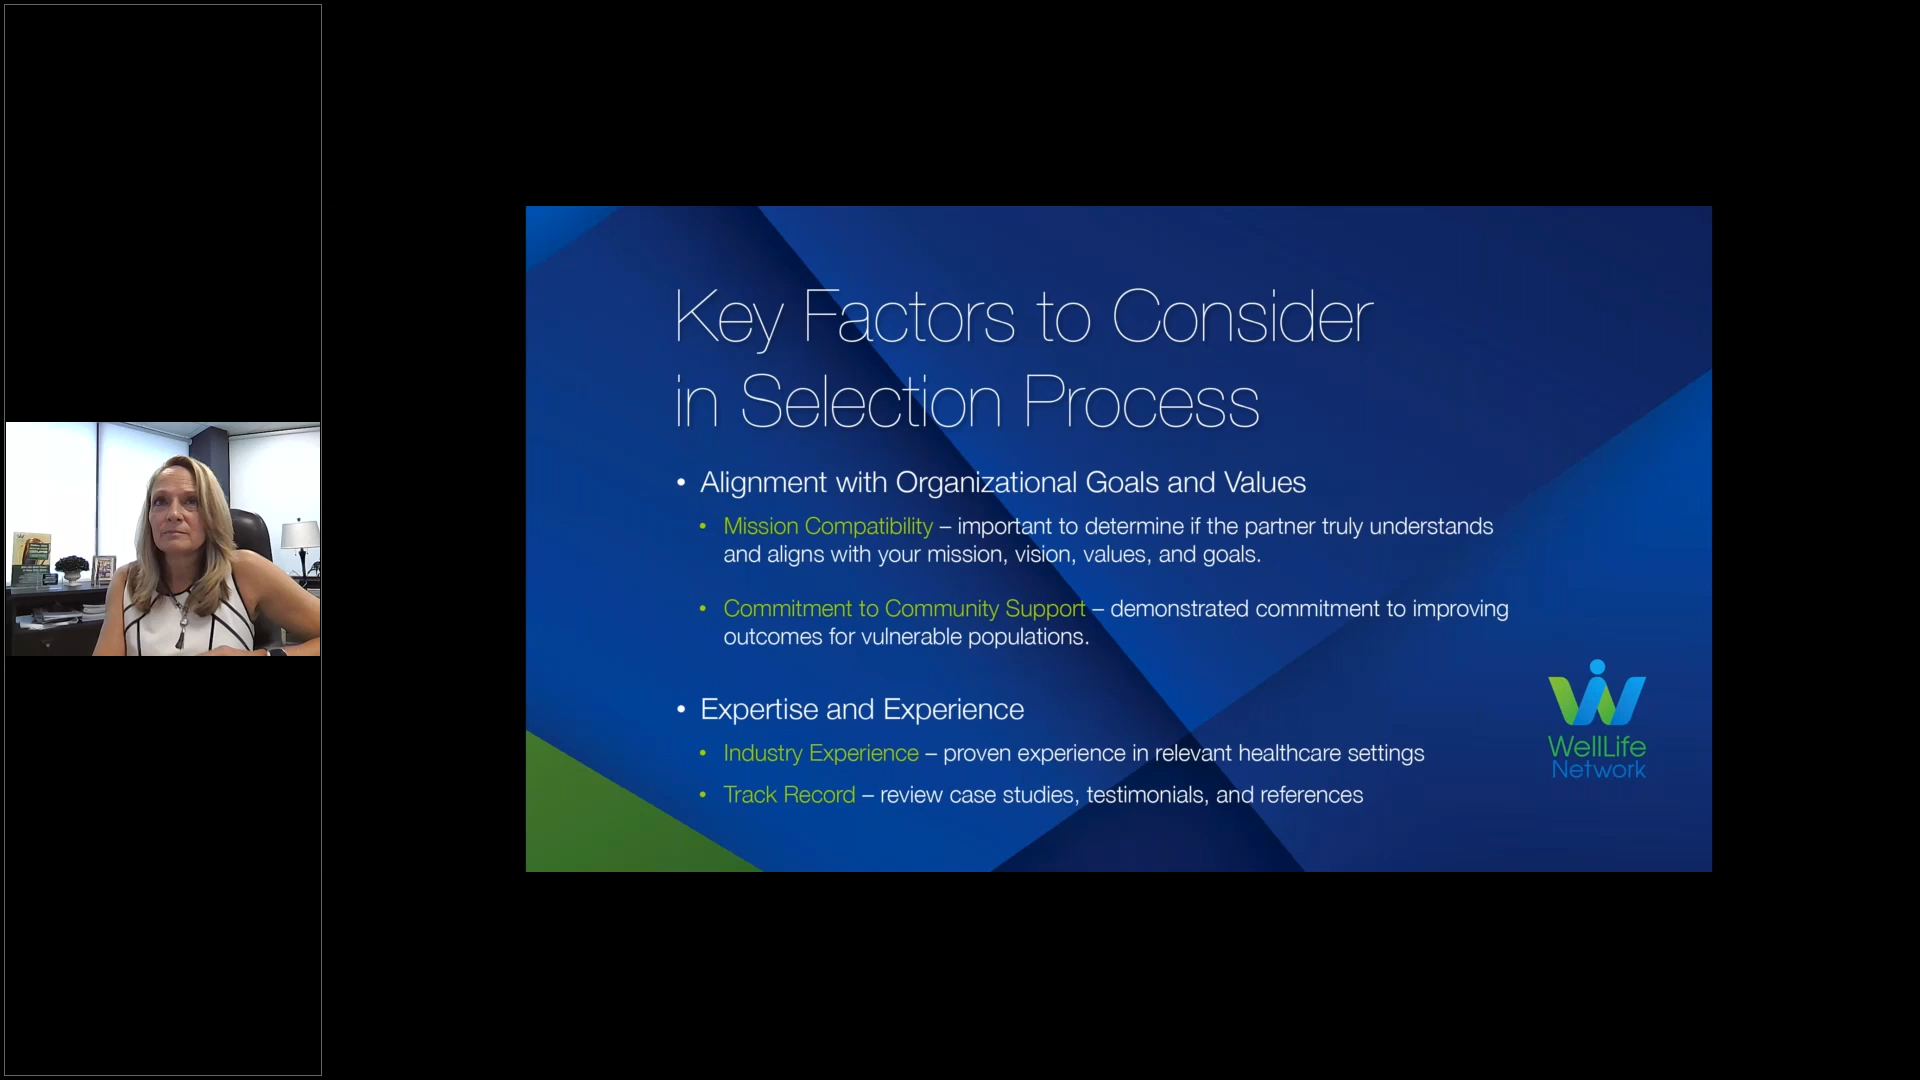 Key Factors to Consider
in Selection Process
• Alignment with Organizational Goals and Values
• Mission Compatibility – important to determine if the partner truly understands
and aligns with your mission, vision, values, and goals.
• Commitment to Community Support – demonstrated commitment to improving
outcomes for vulnerable populations.
• Expertise and Experience
• Industry Experience – proven experience in relevant healthcare settings
• Track Record – review case studies, testimonials, and references
WellLife
Network